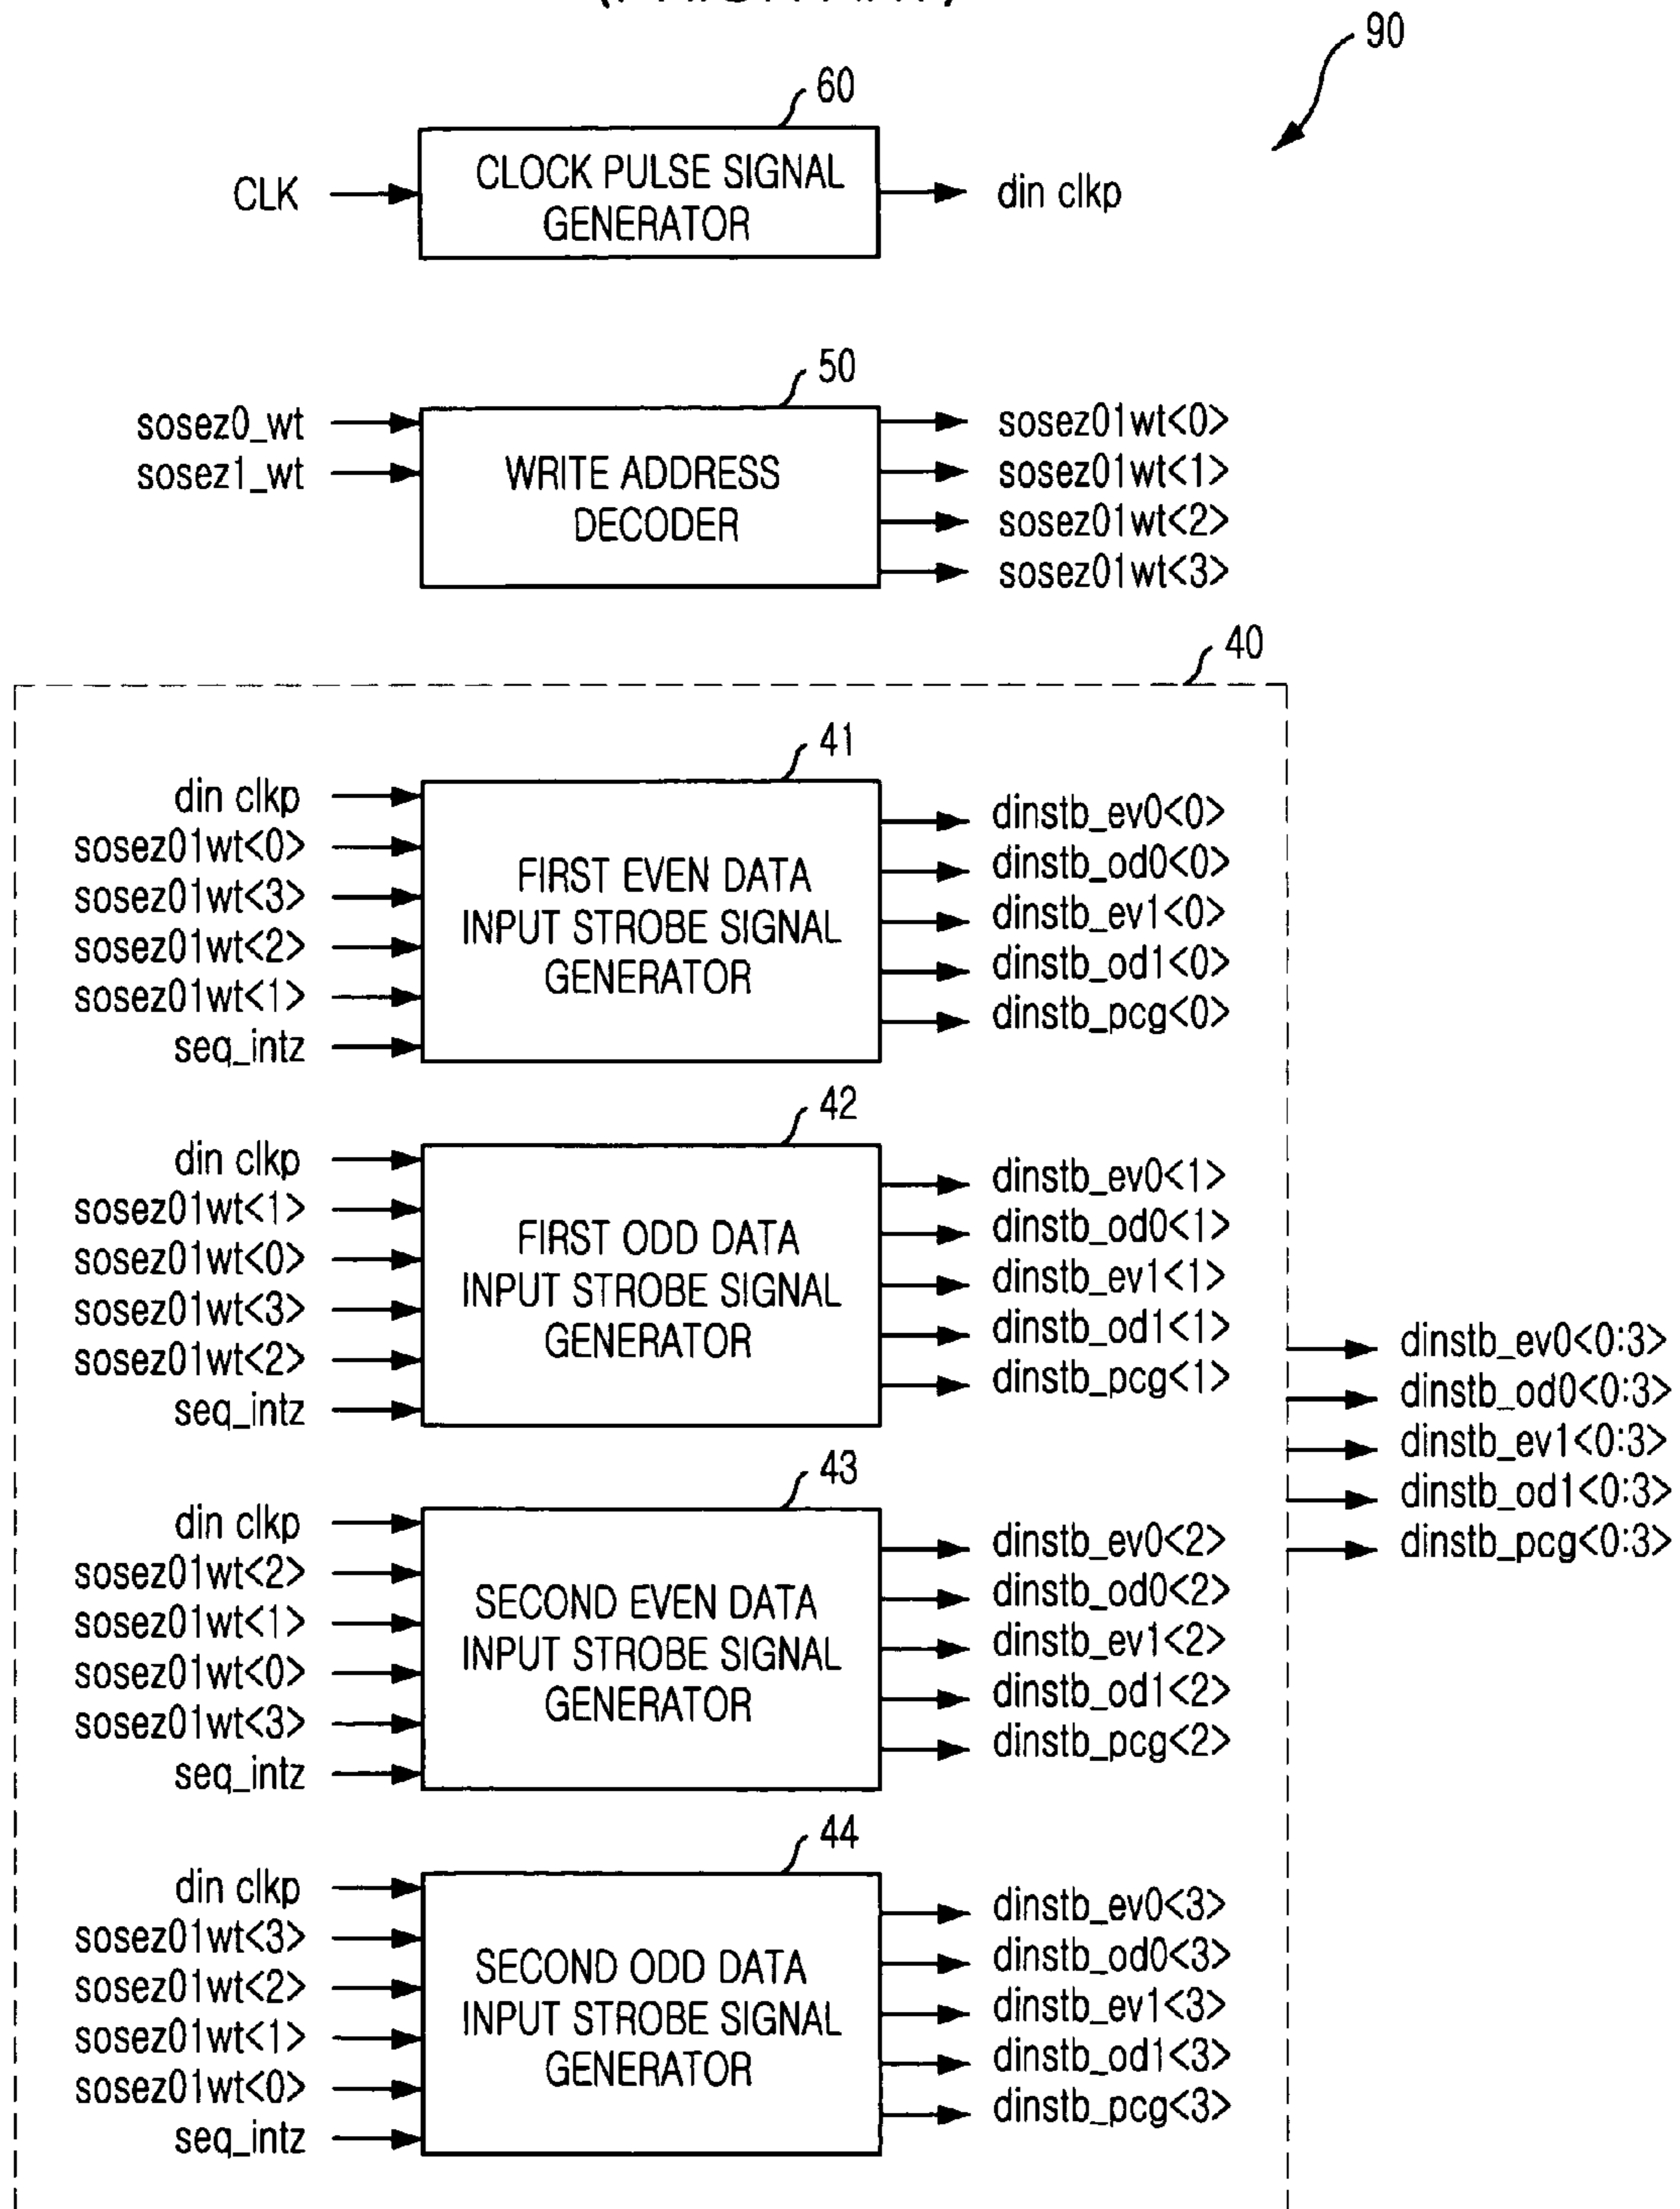 90
60
CLK
CLOCK PULSE SIGNAL
GENERATOR
din clkp
50
sosez0_wt
sosez1_wt
WRITE ADDRESS
DECODER
sosez01wt<0>
sosez01wt<1>
sosez01wt<2>
sosez01wt<3>
40
41
din clkp
sosez01wt<0>
sosez01wt<3>
sosez01wt<2>
sosez01wt<1>
seq_intz
FIRST EVEN DATA
INPUT STROBE SIGNAL
GENERATOR
dinstb_ev0<0>
dinstb_od0<0>
dinstb_ev1<0>
dinstb_od1<0>
dinstb_pcg<0>
42
din clkp
sosez01wt<1>
sosez01wt<0>
sosez01wt<3>
sosez01wt<2>
seq_intz
FIRST ODD DATA
INPUT STROBE SIGNAL
GENERATOR
dinstb_ev0<1>
dinstb_od0<1>
dinstb_ev1<1>
dinstb_od1<1>
dinstb_pcg<1>
43
din clkp
sosez01wt<2>
sosez01wt<1>
sosez01wt<0>
sosez01wt<3>
seq_intz
SECOND EVEN DATA
INPUT STROBE SIGNAL
GENERATOR
dinstb_ev0<2>
dinstb_od0<2>
dinstb_ev1<2>
dinstb_od1<2>
dinstb_pcg<2>
44
din clkp
sosez01wt<3>
sosez01wt<2>
sosez01wt<1>
sosez01wt<0>
seq_intz
SECOND ODD DATA
INPUT STROBE SIGNAL
GENERATOR
dinstb_ev0<3>
dinstb_od0<3>
dinstb_ev1<3>
dinstb_od1<3>
dinstb_pcg<3>
dinstb_ev0<0:3>
dinstb_od0<0:3>
dinstb_ev1<0:3>
dinstb_od1<0:3>
dinstb_pcg<0:3>